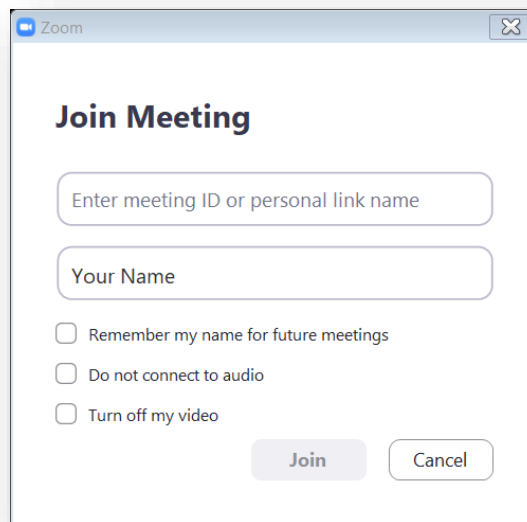 Zoom
Join Meeting
Enter meeting ID or personal link name
Your Name
Remember my name for future meetings
Do not connect to audio
Turn off my video
Join Cancel